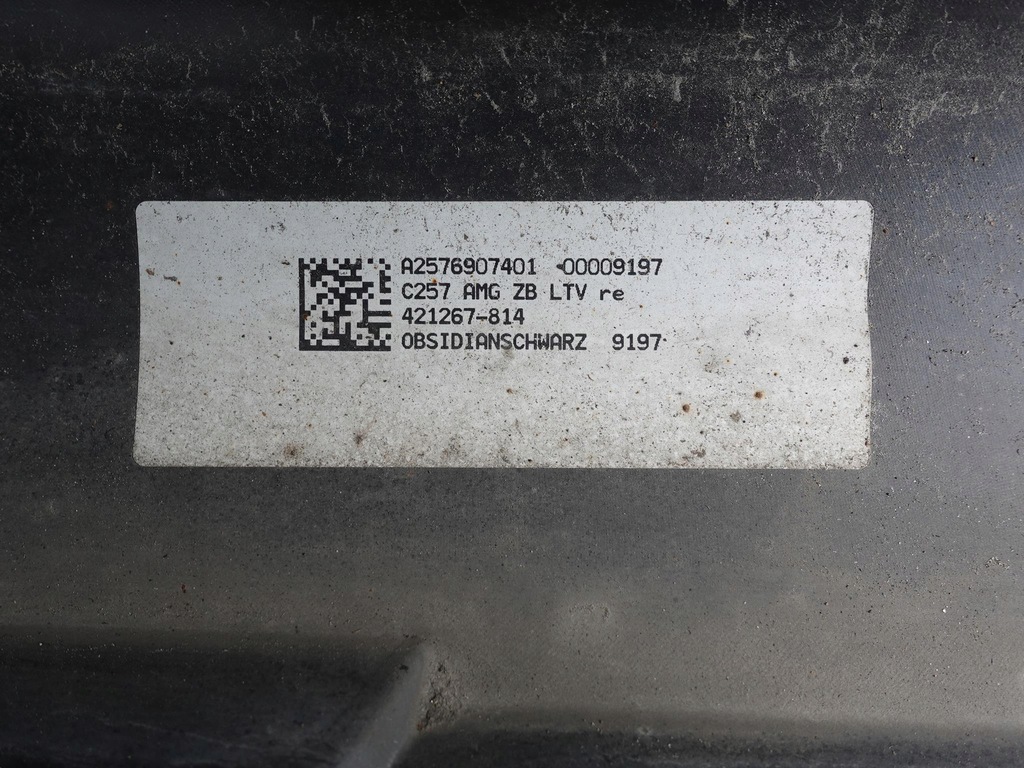 A2576907401 00009197
C257 AMG ZB LTV re
421267-814
OBSIDIANSCHWARZ 9197